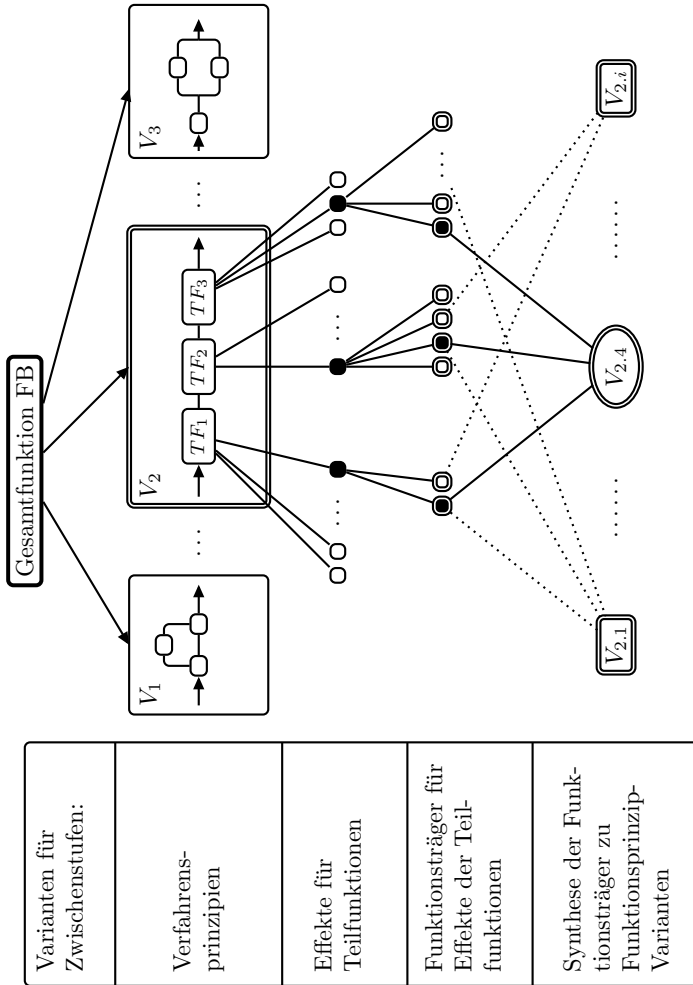 Gesamtfunktion FB
Varianten für
Zwischenstufen:
Verfahrens-
prinzipien
V₁
. . .
V₂
TF₁
TF₂
TF₃
. . .
V₃
Effekte für
Teilfunktionen
. . .
. . .
Funktionsträger für
Effekte der Teil-
funktionen
. . .
Synthese der Funk-
tionsträger zu
Funktionsprinzip-
Varianten
V₂.₁
. . . . . .
V₂.₄
. . . . . .
V₂.ᵢ